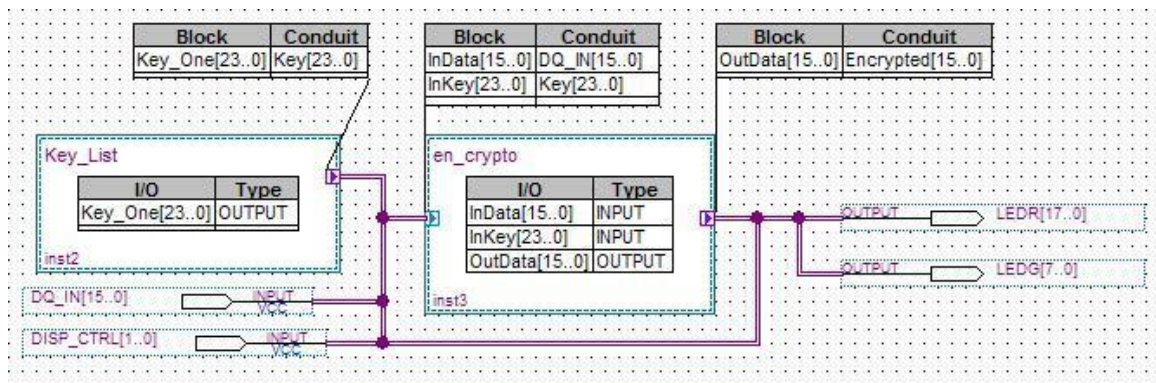 Block Conduit
Key_One[23..0] Key[23..0]
Block Conduit
InData[15..0] DQ_IN[15..0]
InKey[23..0] Key[23..0]
Block Conduit
OutData[15..0] Encrypted[15..0]
Key_List
I/O Type
Key_One[23..0] OUTPUT
inst2
en_crypto
I/O Type
InData[15..0] INPUT
InKey[23..0] INPUT
OutData[15..0] OUTPUT
inst3
DQ_IN[15..0] INPUT
VCC
DISP_CTRL[1..0] INPUT
VCC
OUTPUT LEDR[17..0]
OUTPUT LEDG[7..0]